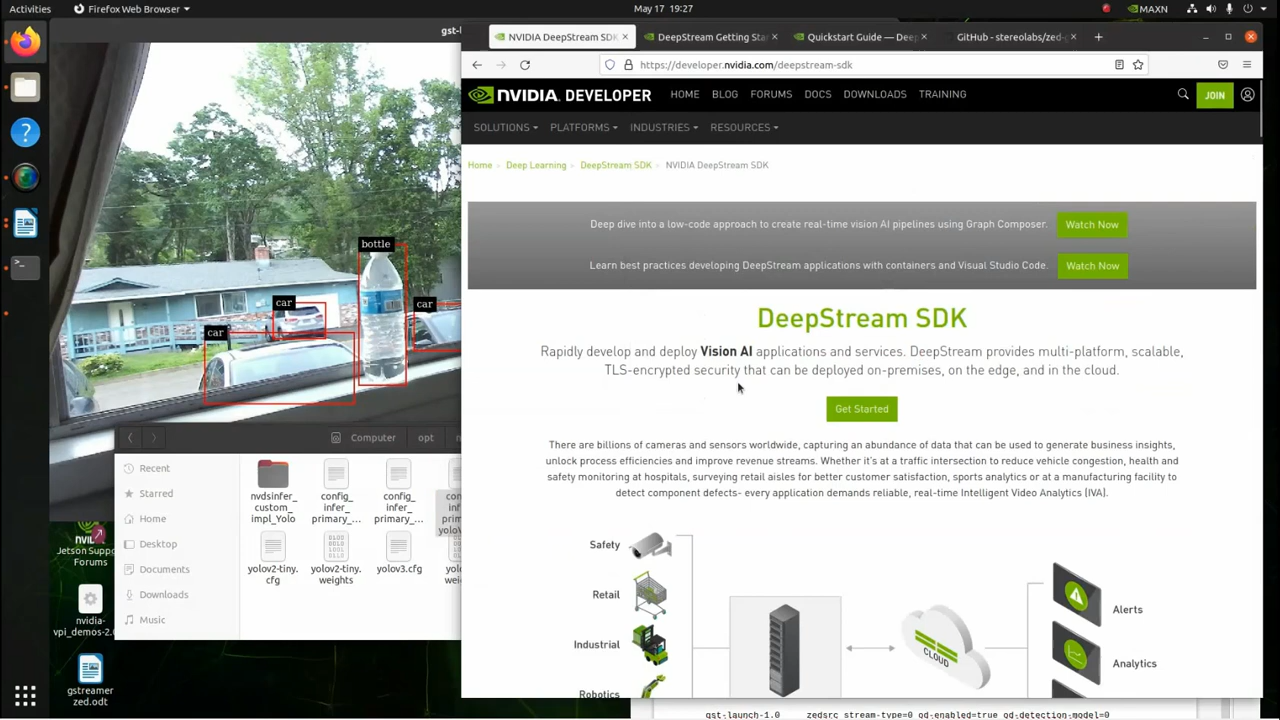 Activities
Firefox Web Browser
May 17 19:27
MAXN
NVIDIA DeepStream SDK
DeepStream Getting Star
Quickstart Guide — Deep
GitHub - stereolabs/zed-g
https://developer.nvidia.com/deepstream-sdk
NVIDIA DEVELOPER
HOME BLOG FORUMS DOCS DOWNLOADS TRAINING
JOIN
SOLUTIONS PLATFORMS INDUSTRIES RESOURCES
Home Deep Learning DeepStream SDK NVIDIA DeepStream SDK
Deep dive into a low-code approach to create real-time vision AI pipelines using Graph Composer. Watch Now
Learn best practices developing DeepStream applications with containers and Visual Studio Code. Watch Now
DeepStream SDK
Rapidly develop and deploy Vision AI applications and services. DeepStream provides multi-platform, scalable,
TLS-encrypted security that can be deployed on-premises, on the edge, and in the cloud.
Get Started
There are billions of cameras and sensors worldwide, capturing an abundance of data that can be used to generate business insights,
unlock process efficiencies and improve revenue streams. Whether it's at a traffic intersection to reduce vehicle congestion, health and
safety monitoring at hospitals, surveying retail aisles for better customer satisfaction, sports analytics or at a manufacturing facility to
detect component defects- every application demands reliable, real-time Intelligent Video Analytics (IVA).
Safety
Retail
Industrial
Robotics
CLOUD
Alerts
Analytics
gst-l
bottle
car
car
car
Computer
opt
Recent
Starred
Home
Desktop
Documents
Downloads
Music
nvdsinfer_
custom_
impl_Yolo
config_
infer_
primary_...
config_
infer_
primary_...
yolov2-tiny.
cfg
yolov2-tiny.
weights
yolov3.cfg
Jetson Suppo
Forums
nvidia-
vpi_demos-2.0
gstreamer
zed.odt
gst-launch-1.0 zedsrc stream-type=0 od-enabled=true od-detection-model=0